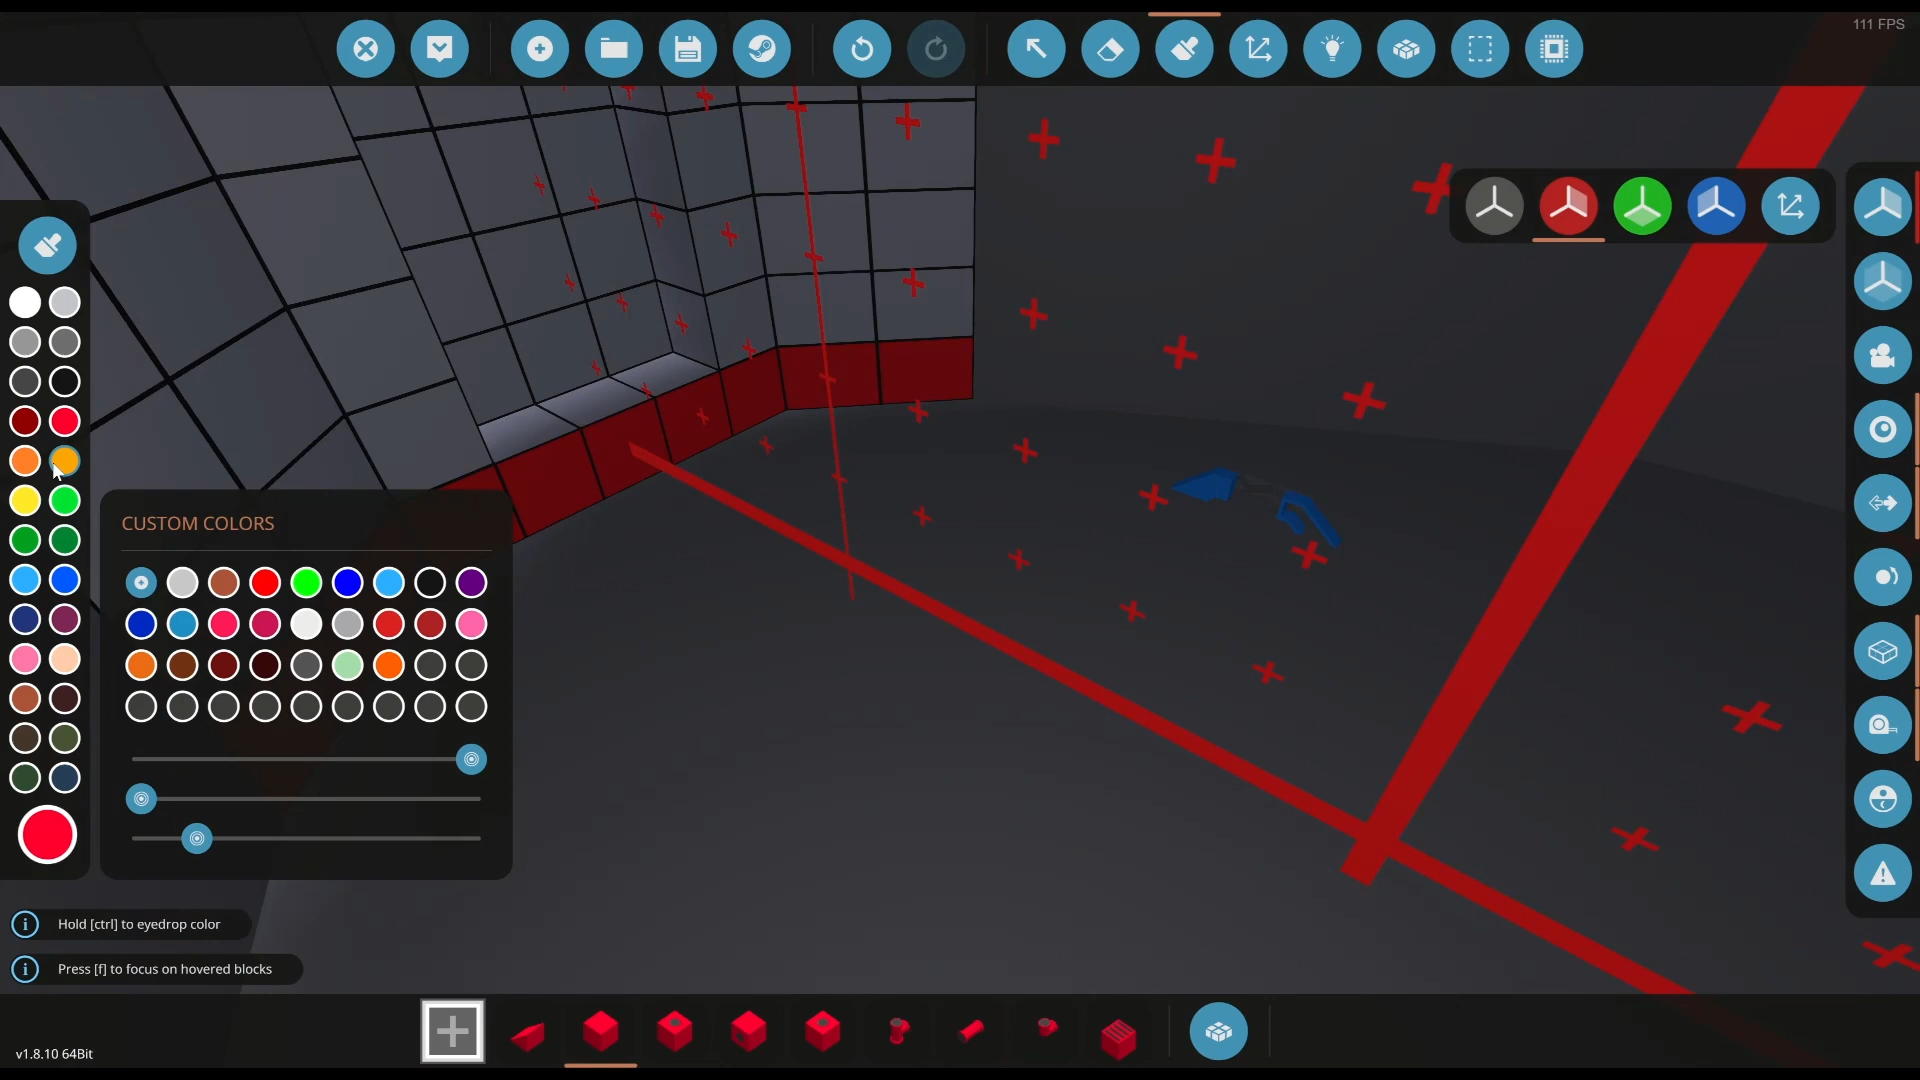 111 FPS
CUSTOM COLORS
Hold [ctrl] to eyedrop color
Press [f] to focus on hovered blocks
v1.8.10 64Bit